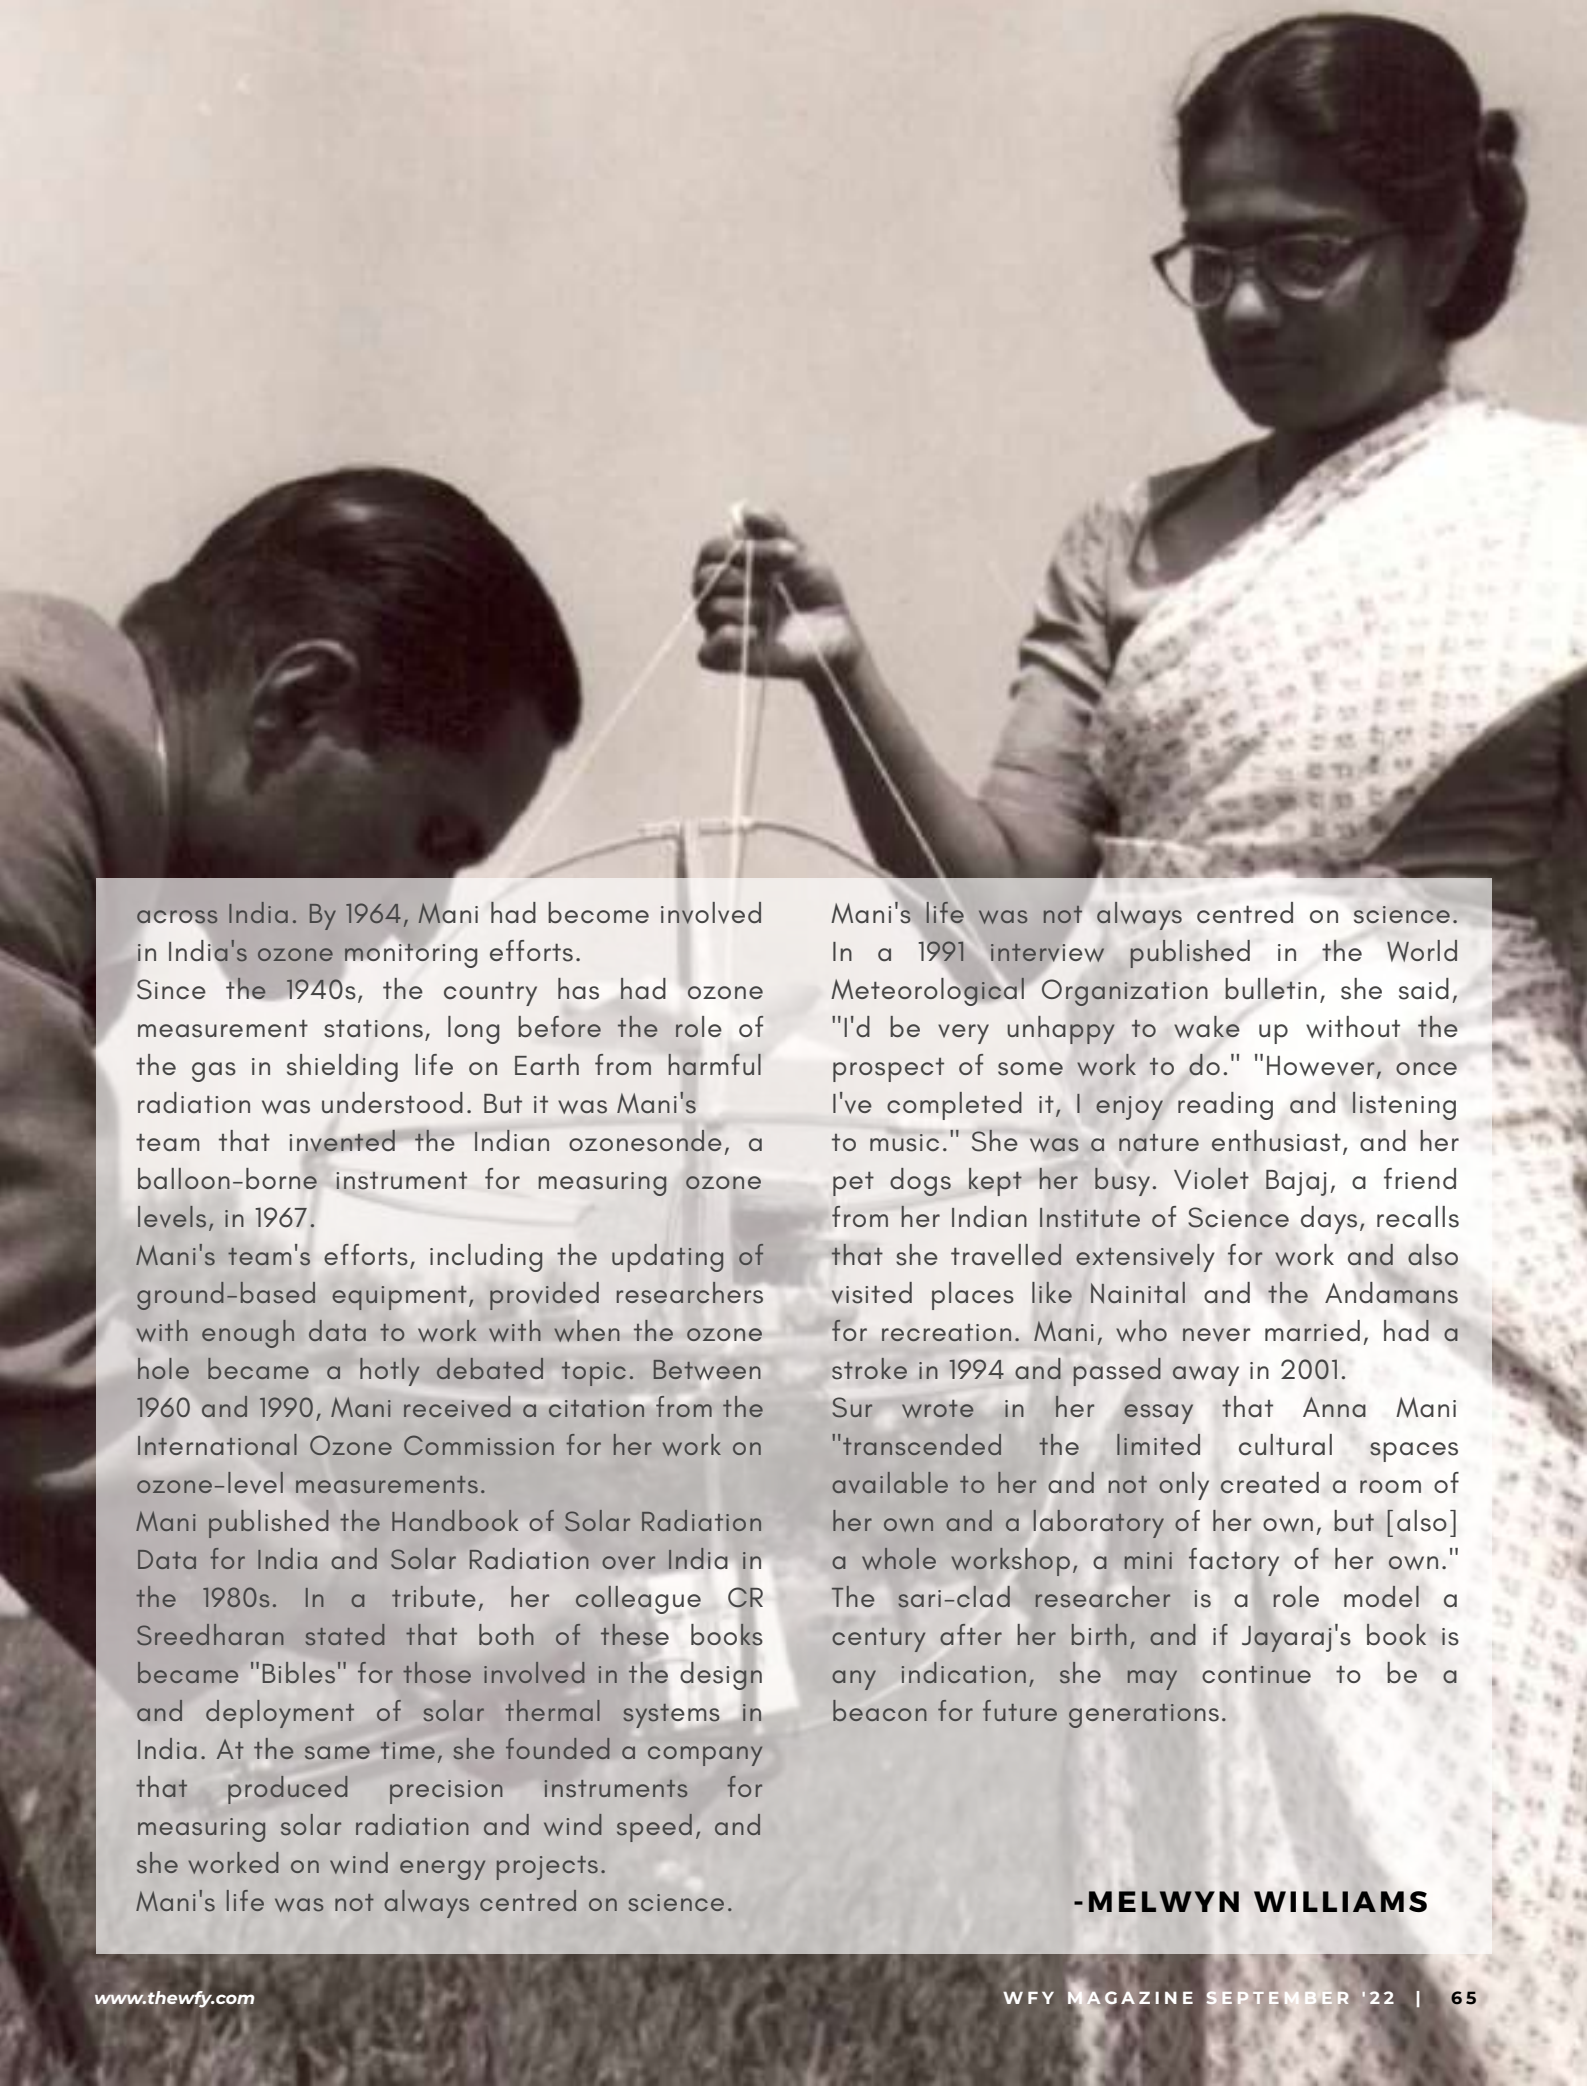 across India. By 1964, Mani had become involved
in India's ozone monitoring efforts.
Since the 1940s, the country has had ozone
measurement stations, long before the role of
the gas in shielding life on Earth from harmful
radiation was understood. But it was Mani's
team that invented the Indian ozonesonde, a
balloon-borne instrument for measuring ozone
levels, in 1967.
Mani's team's efforts, including the updating of
ground-based equipment, provided researchers
with enough data to work with when the ozone
hole became a hotly debated topic. Between
1960 and 1990, Mani received a citation from the
International Ozone Commission for her work on
ozone-level measurements.
Mani published the Handbook of Solar Radiation
Data for India and Solar Radiation over India in
the 1980s. In a tribute, her colleague CR
Sreedharan stated that both of these books
became "Bibles" for those involved in the design
and deployment of solar thermal systems in
India. At the same time, she founded a company
that produced precision instruments for
measuring solar radiation and wind speed, and
she worked on wind energy projects.
Mani's life was not always centred on science.
Mani's life was not always centred on science.
In a 1991 interview published in the World
Meteorological Organization bulletin, she said,
"I'd be very unhappy to wake up without the
prospect of some work to do." "However, once
I've completed it, I enjoy reading and listening
to music." She was a nature enthusiast, and her
pet dogs kept her busy. Violet Bajaj, a friend
from her Indian Institute of Science days, recalls
that she travelled extensively for work and also
visited places like Nainital and the Andamans
for recreation. Mani, who never married, had a
stroke in 1994 and passed away in 2001.
Sur wrote in her essay that Anna Mani
"transcended the limited cultural spaces
available to her and not only created a room of
her own and a laboratory of her own, but [also]
a whole workshop, a mini factory of her own."
The sari-clad researcher is a role model a
century after her birth, and if Jayaraj's book is
any indication, she may continue to be a
beacon for future generations.
-MELWYN WILLIAMS
www.thewfy.com
WFY MAGAZINE SEPTEMBER '22 | 65